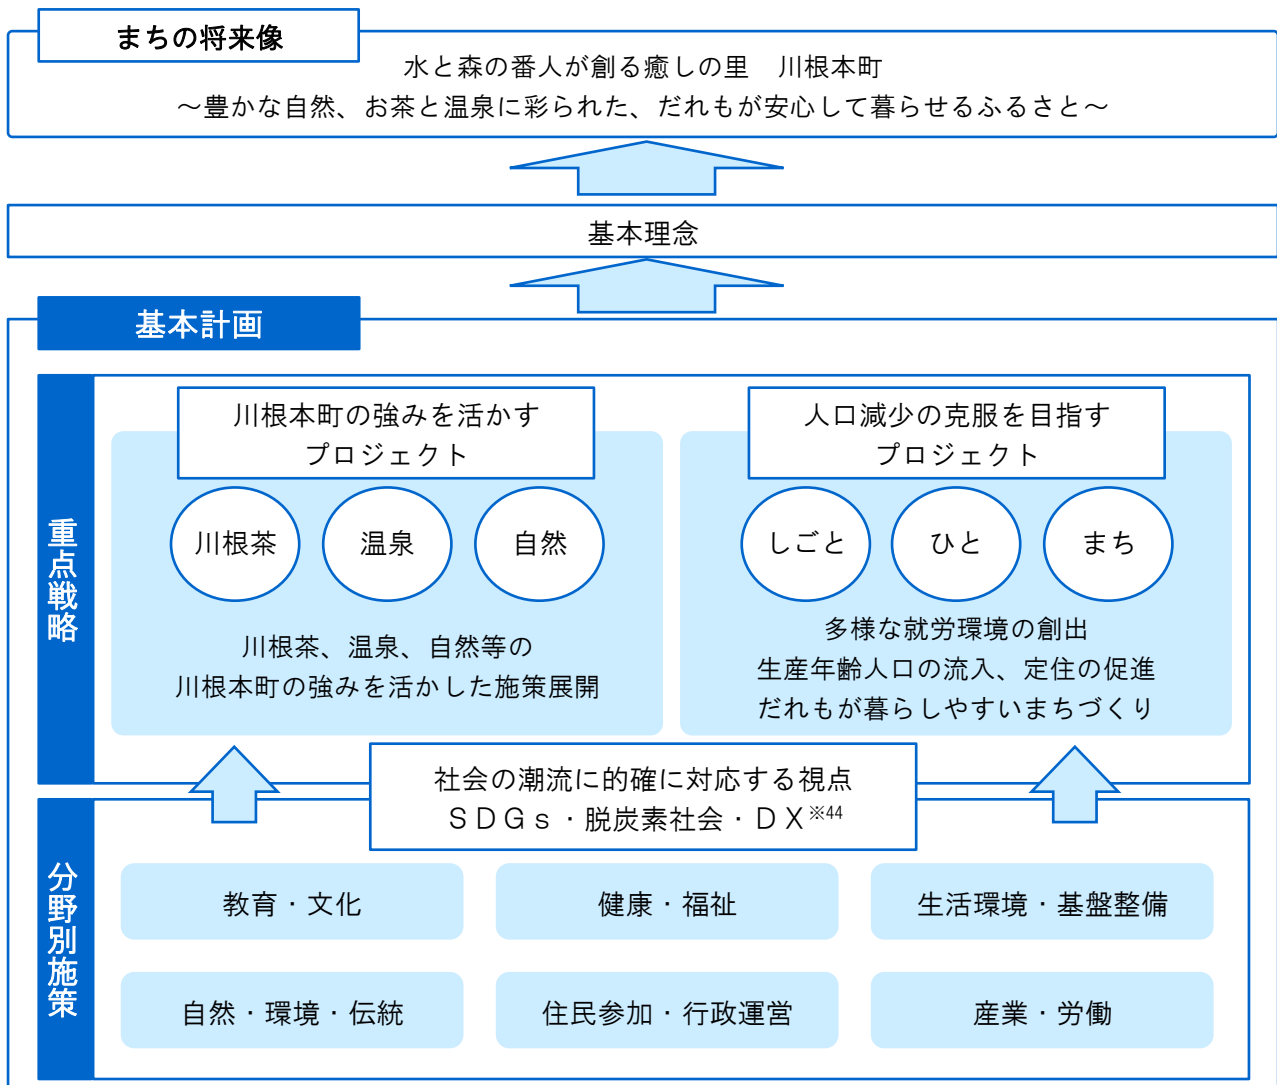 まちの将来像
水と森の番人が創る癒しの里　川根本町
～豊かな自然、お茶と温泉に彩られた、だれもが安心して暮らせるふるさと～
基本理念
基本計画
重点戦略
川根本町の強みを活かす
プロジェクト
川根茶
温泉
自然
川根茶、温泉、自然等の
川根本町の強みを活かした施策展開
人口減少の克服を目指す
プロジェクト
しごと
ひと
まち
多様な就労環境の創出
生産年齢人口の流入、定住の促進
だれもが暮らしやすいまちづくり
社会の潮流に的確に対応する視点
ＳＤＧｓ・脱炭素社会・ＤＸ※44
分野別施策
教育・文化
健康・福祉
生活環境・基盤整備
自然・環境・伝統
住民参加・行政運営
産業・労働